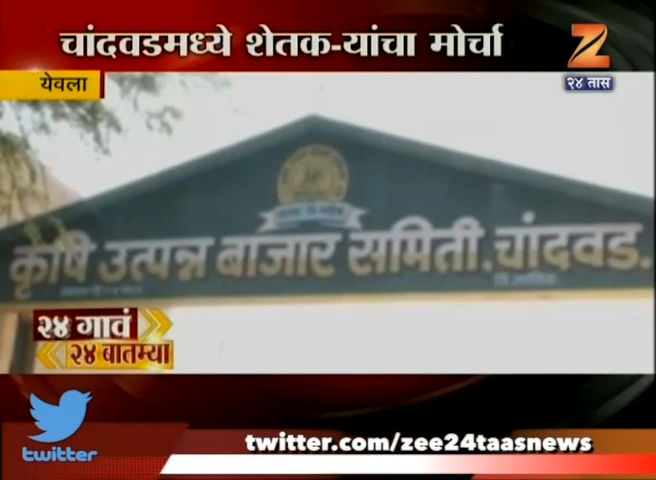 चांदवडमध्ये शेतक-यांचा मोर्चा
२४ तास
येवला
कृषि उत्पन्न बाजार समिती.चांदवड.
२४ गावं
२४ बातम्या
twitter
twitter.com/zee24taasnews